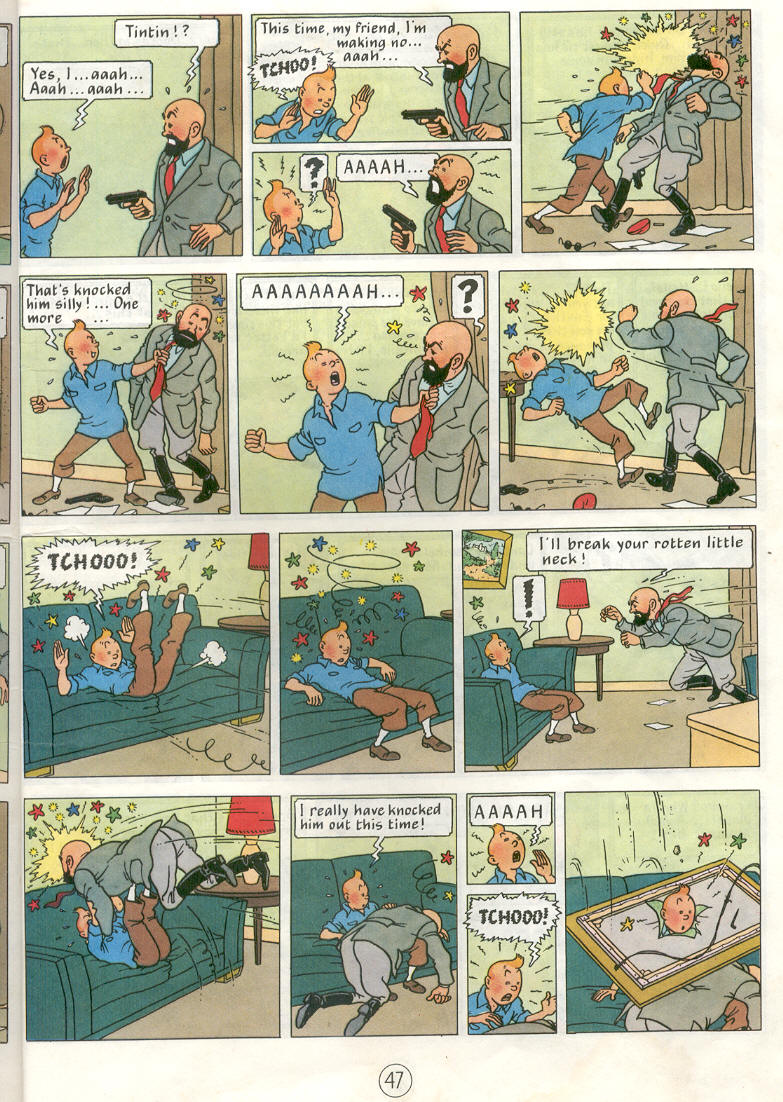 Tintin!?
Yes, I...aaah...
Aaah...aaah...
This time, my friend, I'm
making no...
aaah...
TCHOO!
?
AAAAH...
That's knocked
him silly!... One
more ...
AAAAAAAAH...
?
TCHOOO!
!
I'll break your rotten little
neck!
I really have knocked
him out this time!
AAAAH
TCHOOO!
47